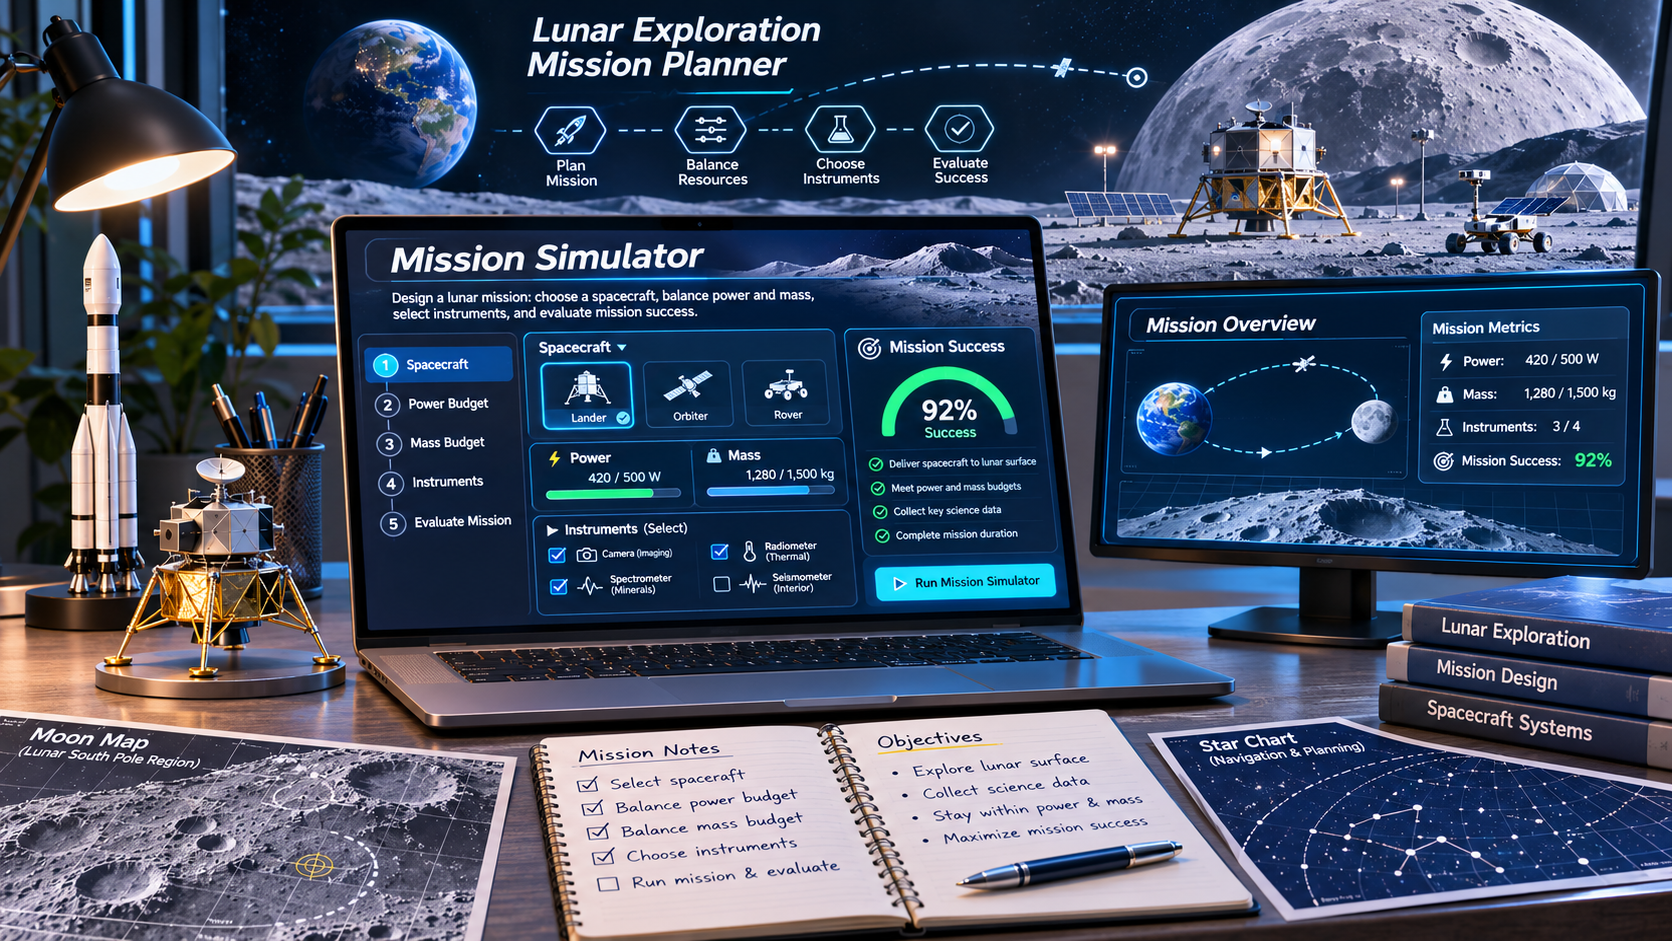 Lunar Exploration
Mission Planner
Plan
Mission
Balance
Resources
Choose
Instruments
Evaluate
Success
Mission Simulator
Design a lunar mission: choose a spacecraft, balance power and mass,
select instruments, and evaluate mission success.
1 Spacecraft
2 Power Budget
3 Mass Budget
4 Instruments
5 Evaluate Mission
Spacecraft
Lander
Orbiter
Rover
Power
420 / 500 W
Mass
1,280 / 1,500 kg
Instruments (Select)
Camera (Imaging)
Radiometer
(Thermal)
Spectrometer
(Minerals)
Seismometer
(Interior)
Mission Success
92%
Success
Deliver spacecraft to lunar surface
Meet power and mass budgets
Collect key science data
Complete mission duration
Run Mission Simulator
Mission Overview
Mission Metrics
Power: 420 / 500 W
Mass: 1,280 / 1,500 kg
Instruments: 3 / 4
Mission Success: 92%
Lunar Exploration
Mission Design
Spacecraft Systems
Moon Map
(Lunar South Pole Region)
Mission Notes
Select spacecraft
Balance power budget
Balance mass budget
Choose instruments
Run mission & evaluate
Objectives
• Explore lunar surface
• Collect science data
• Stay within power & mass
• Maximize mission success
Star Chart
(Navigation & Planning)